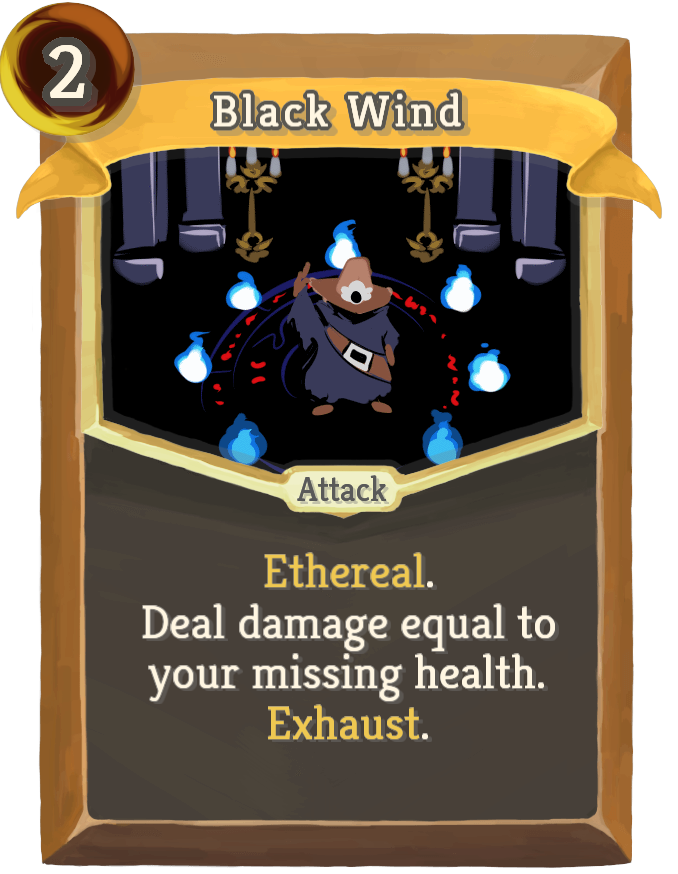 2
Black Wind
Attack
Ethereal.
Deal damage equal to
your missing health.
Exhaust.